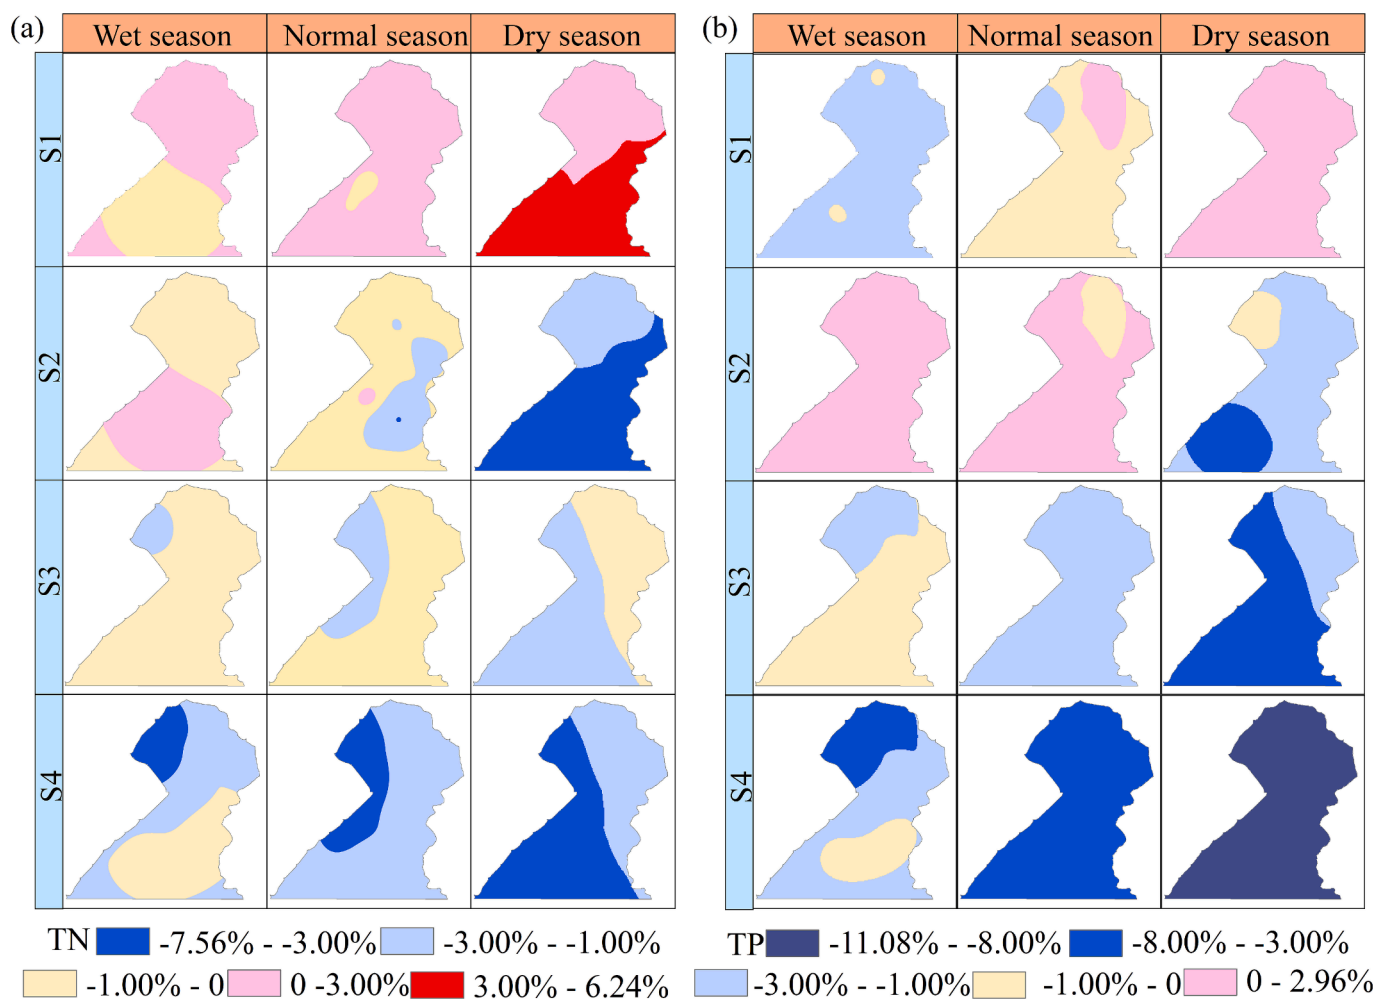 (a) Wet season Normal season Dry season
S1
S2
S3
S4
TN -7.56% - -3.00% -3.00% - -1.00%
-1.00% - 0 0 -3.00% 3.00% - 6.24%
(b) Wet season Normal season Dry season
S1
S2
S3
S4
TP -11.08% - -8.00% -8.00% - -3.00%
-3.00% - -1.00% -1.00% - 0 0 - 2.96%